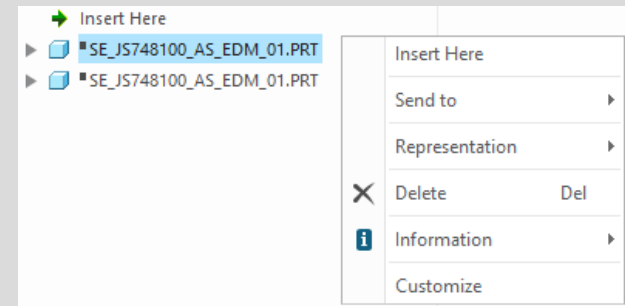 Insert Here
SE_JS748100_AS_EDM_01.PRT
SE_JS748100_AS_EDM_01.PRT
Insert Here
Send to
Representation
Delete Del
Information
Customize